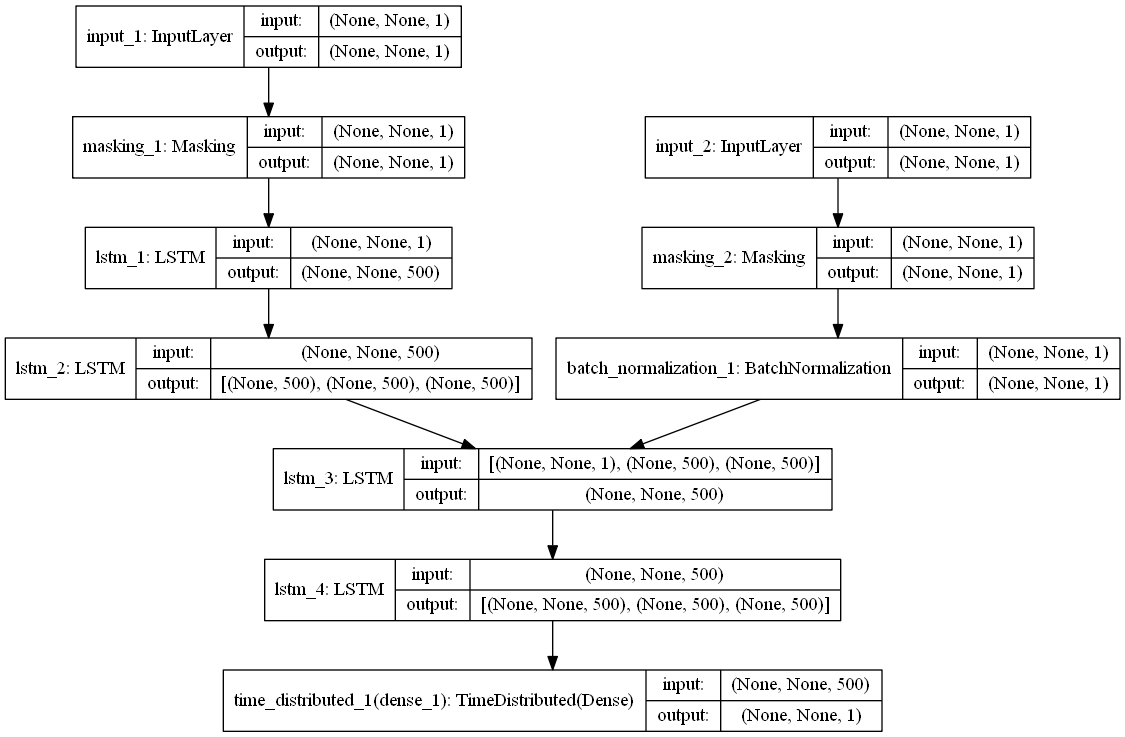 input_1: InputLayer
input: (None, None, 1)
output: (None, None, 1)
masking_1: Masking
input: (None, None, 1)
output: (None, None, 1)
input_2: InputLayer
input: (None, None, 1)
output: (None, None, 1)
lstm_1: LSTM
input: (None, None, 1)
output: (None, None, 500)
masking_2: Masking
input: (None, None, 1)
output: (None, None, 1)
lstm_2: LSTM
input: (None, None, 500)
output: [(None, 500), (None, 500), (None, 500)]
batch_normalization_1: BatchNormalization
input: (None, None, 1)
output: (None, None, 1)
lstm_3: LSTM
input: [(None, None, 1), (None, 500), (None, 500)]
output: (None, None, 500)
lstm_4: LSTM
input: (None, None, 500)
output: [(None, None, 500), (None, 500), (None, 500)]
time_distributed_1(dense_1): TimeDistributed(Dense)
input: (None, None, 500)
output: (None, None, 1)